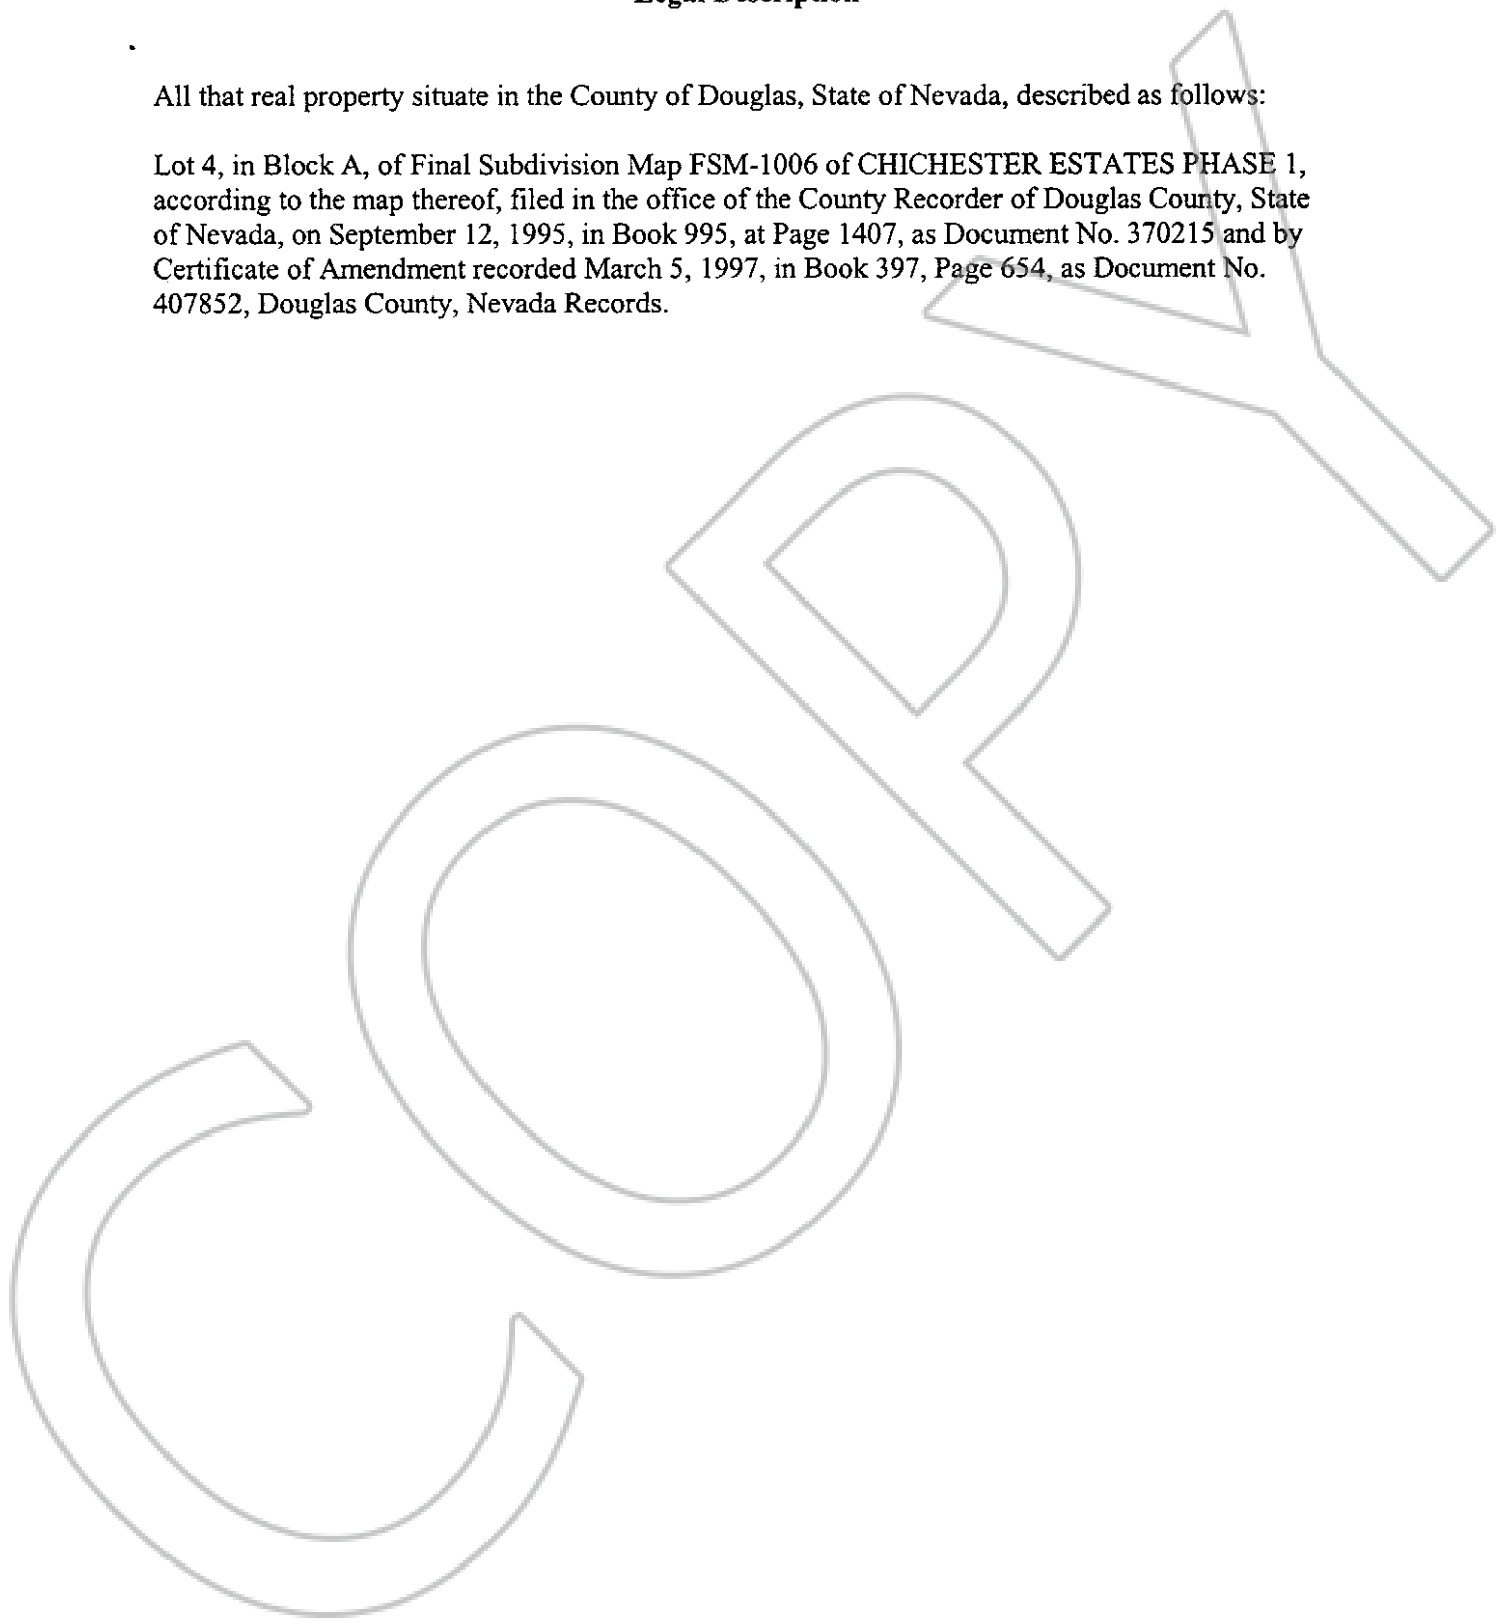 Legal Description
All that real property situate in the County of Douglas, State of Nevada, described as follows:
Lot 4, in Block A, of Final Subdivision Map FSM-1006 of CHICHESTER ESTATES PHASE 1,
according to the map thereof, filed in the office of the County Recorder of Douglas County, State
of Nevada, on September 12, 1995, in Book 995, at Page 1407, as Document No. 370215 and by
Certificate of Amendment recorded March 5, 1997, in Book 397, Page 654, as Document No.
407852, Douglas County, Nevada Records.
COPY